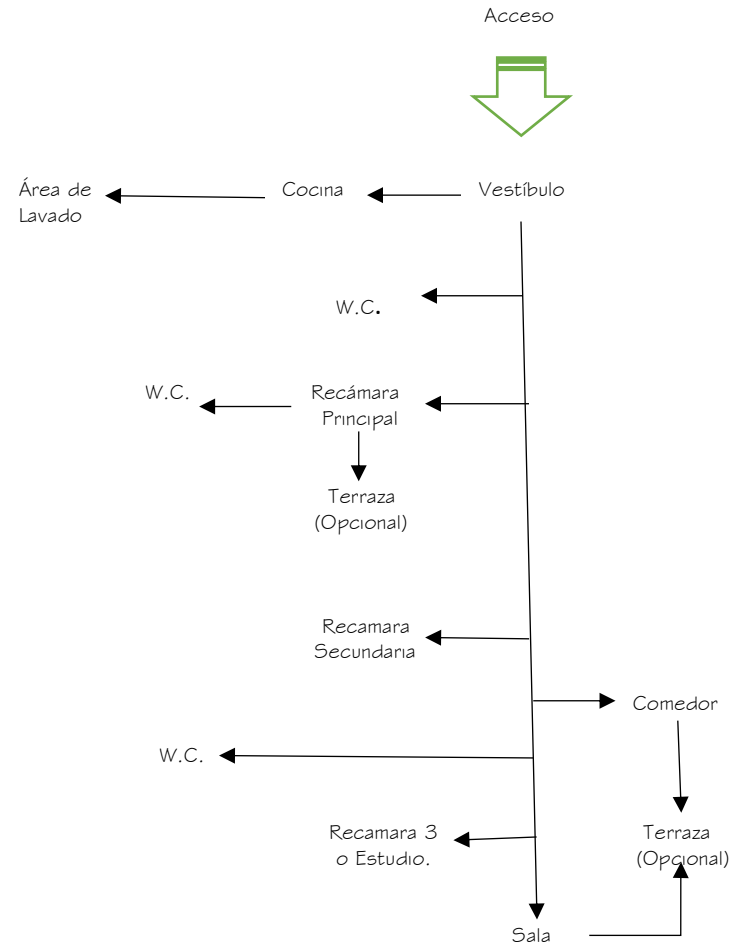 Acceso
Área de
Lavado
Cocina
Vestíbulo
W.C.
W.C.
Recámara
Principal
Terraza
(Opcional)
Recamara
Secundaria
Comedor
W.C.
Recamara 3
o Estudio.
Terraza
(Opcional)
Sala